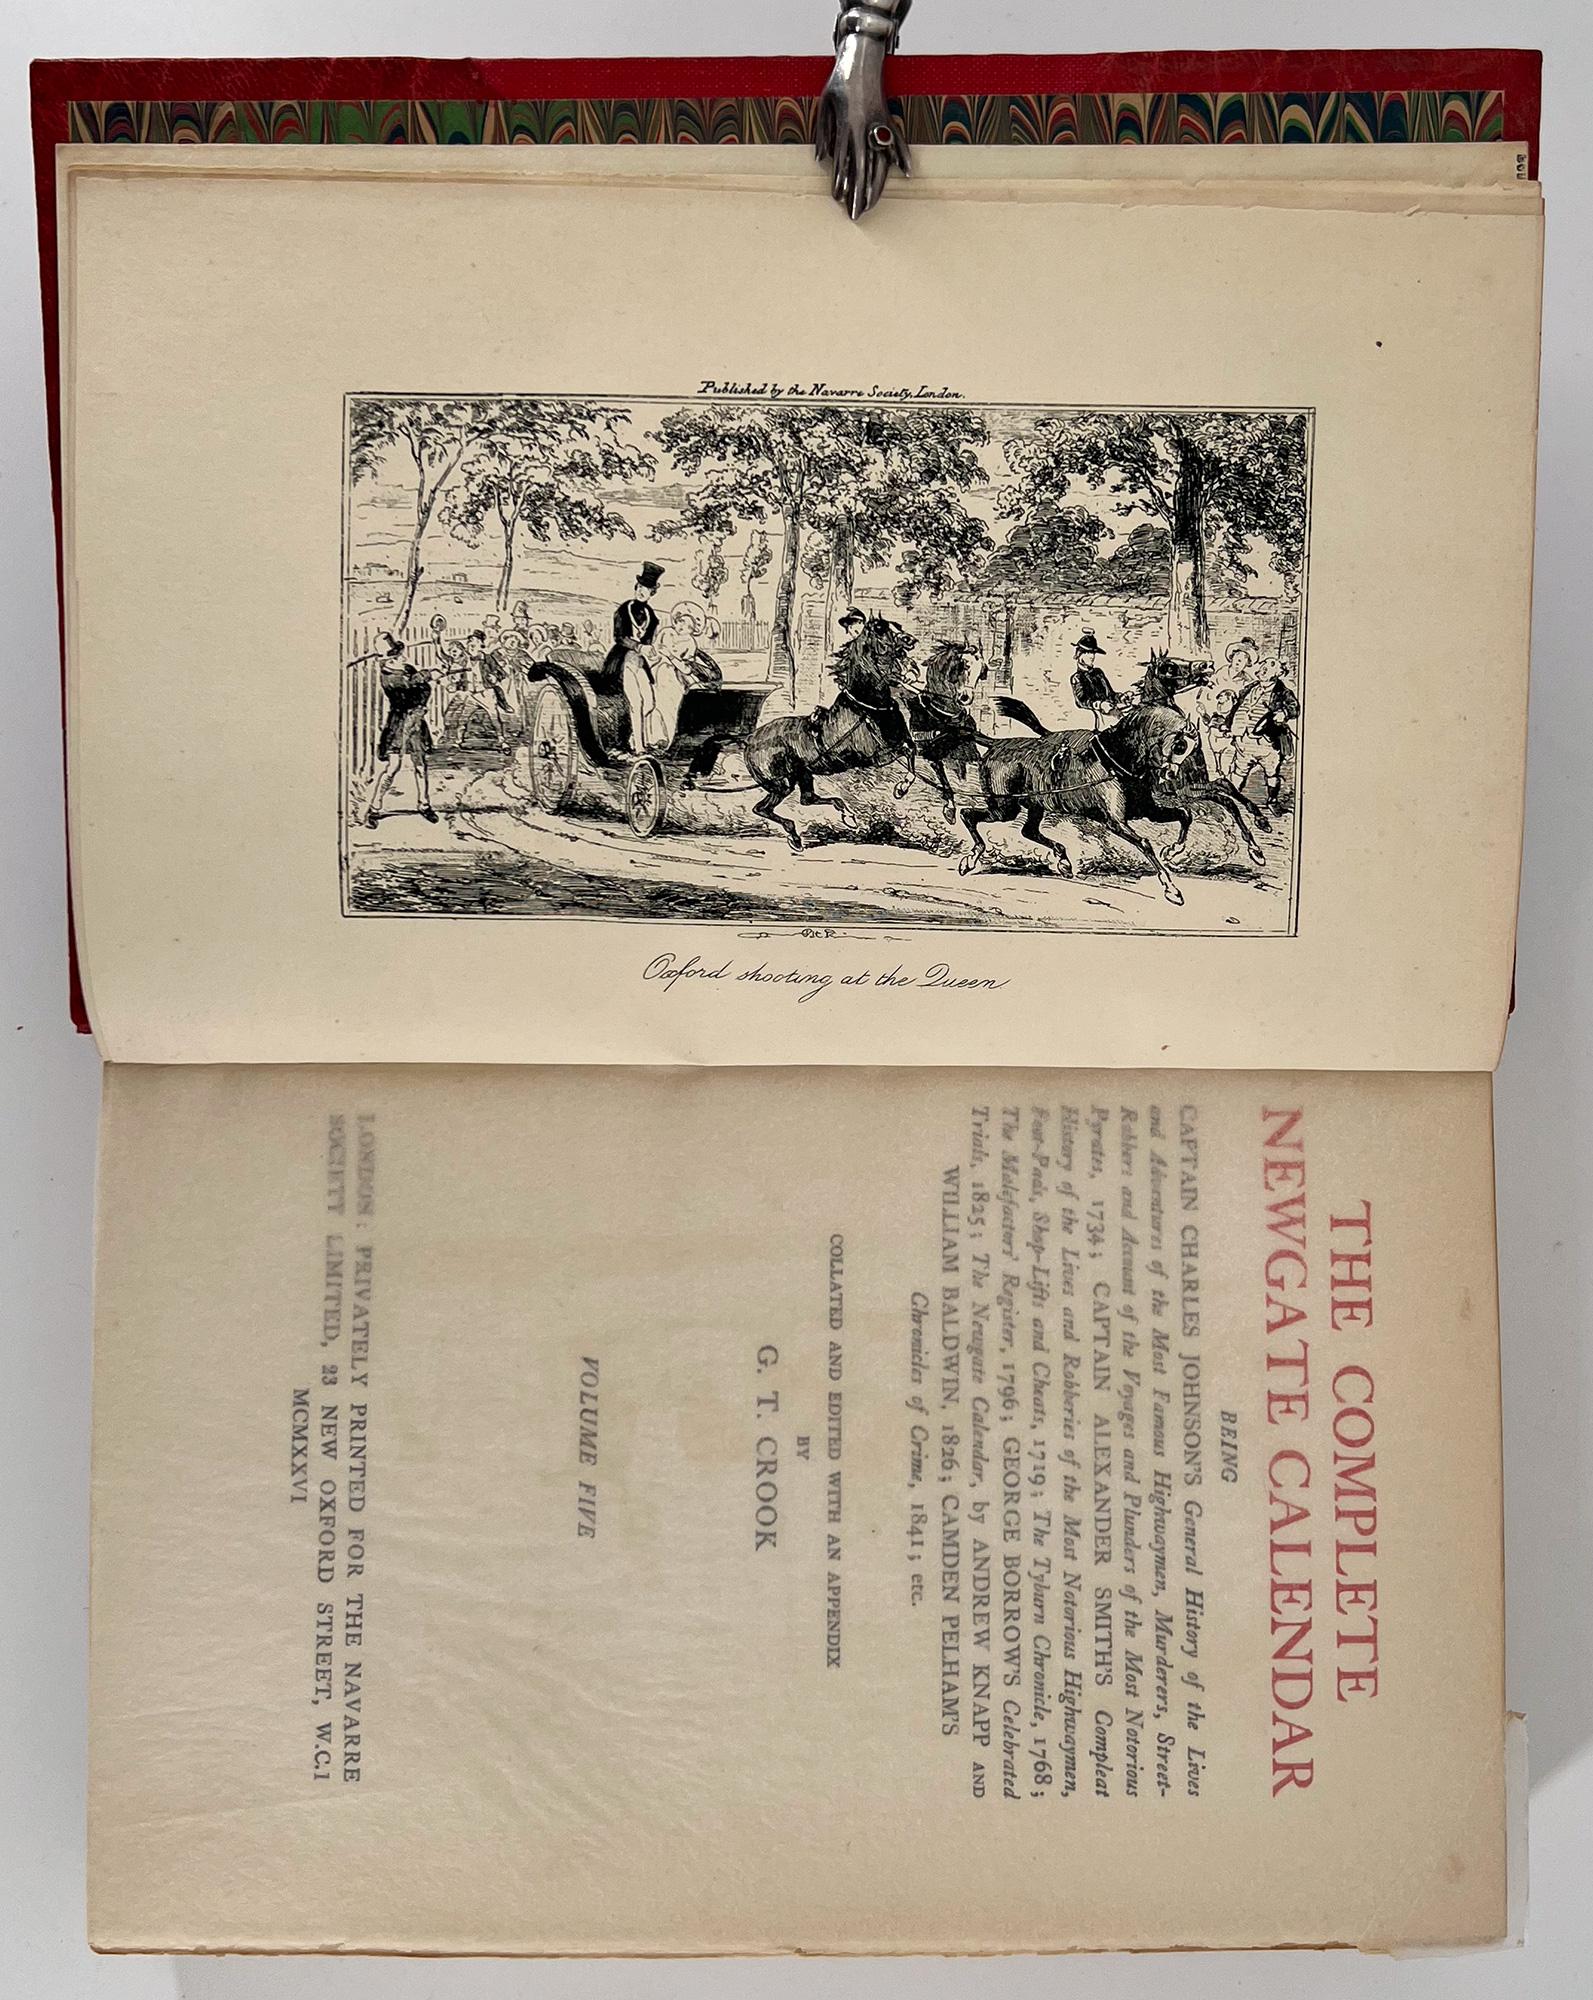 Published by the Navarre Society, London.
Oxford shooting at the Queen
THE COMPLETE
NEWGATE CALENDAR
BEING
CAPTAIN CHARLES JOHNSON'S General History of the Lives
and Adventures of the Most Famous Highwaymen, Murderers, Street-
Robbers and Account of the Voyages and Plunders of the Most Notorious
Pyrates, 1734; CAPTAIN ALEXANDER SMITH'S Compleat
History of the Lives and Robberies of the Most Notorious Highwaymen,
Foot-Pads, Shop-Lifts and Cheats, 1719; The Tyburn Chronicle, 1768;
The Malefactors' Register, 1796; GEORGE BORROW'S Celebrated
Trials, 1825; The Newgate Calendar, by ANDREW KNAPP AND
WILLIAM BALDWIN, 1826; CAMDEN PELHAM'S
Chronicles of Crime, 1841; etc.
COLLATED AND EDITED WITH AN APPENDIX
BY
G. T. CROOK
VOLUME FIVE
LONDON: PRIVATELY PRINTED FOR THE NAVARRE
SOCIETY LIMITED, 23 NEW OXFORD STREET, W.C.1
MCMXXVI